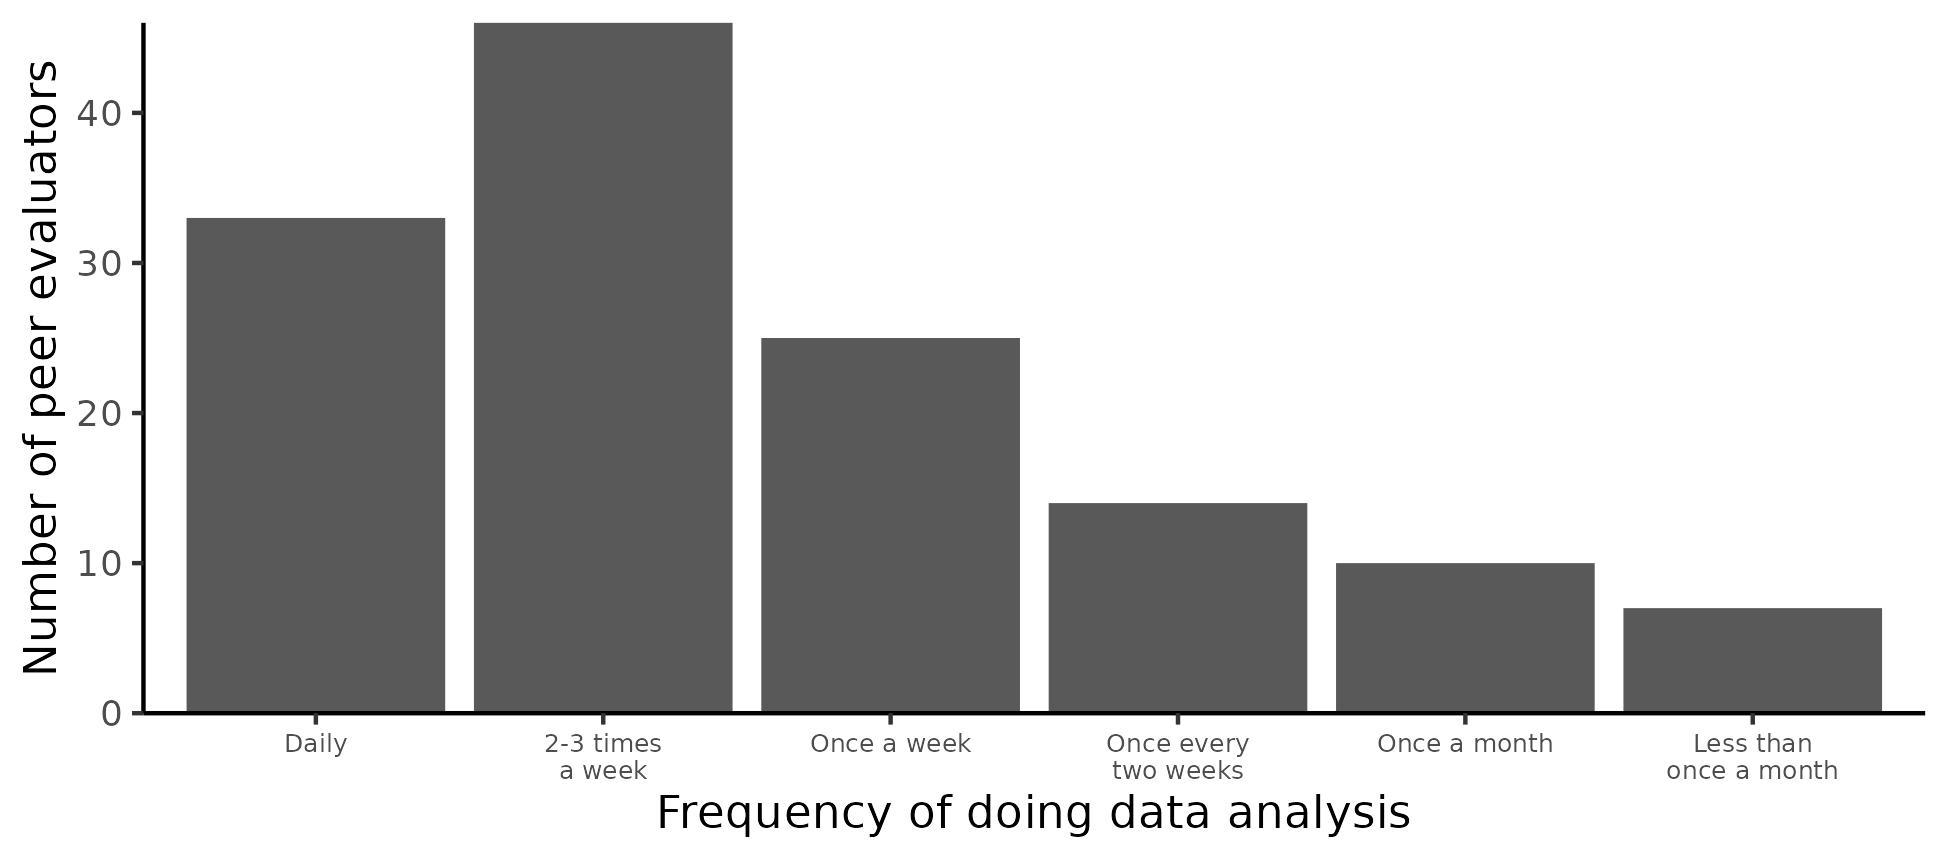 Number of peer evaluators
40
30
20
10
0
Daily
2-3 times
a week
Once a week
Once every
two weeks
Once a month
Less than
once a month
Frequency of doing data analysis